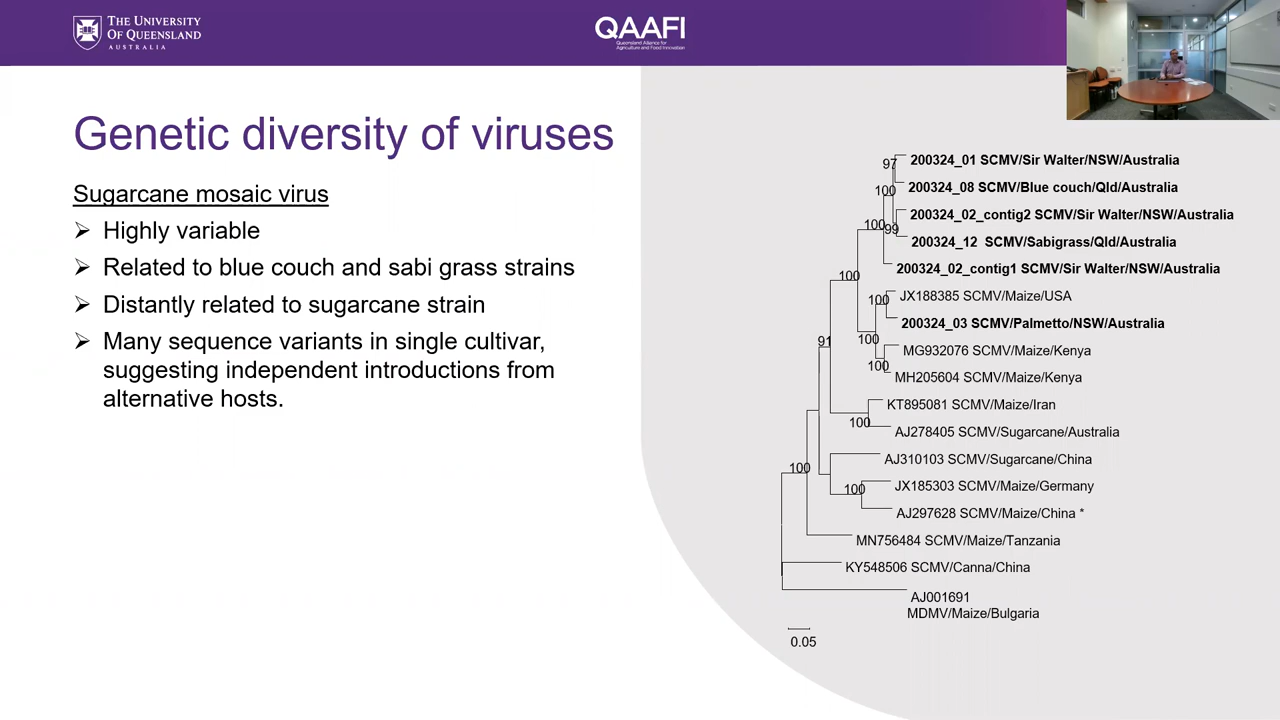 THE UNIVERSITY
OF QUEENSLAND
AUSTRALIA
QAAFI
Queensland Alliance for
Agriculture and Food Innovation
Genetic diversity of viruses
Sugarcane mosaic virus
➢ Highly variable
➢ Related to blue couch and sabi grass strains
➢ Distantly related to sugarcane strain
➢ Many sequence variants in single cultivar,
suggesting independent introductions from
alternative hosts.
97
200324_01 SCMV/Sir Walter/NSW/Australia
100
200324_08 SCMV/Blue couch/Qld/Australia
200324_02_contig2 SCMV/Sir Walter/NSW/Australia
100
99
200324_12 SCMV/Sabigrass/Qld/Australia
200324_02_contig1 SCMV/Sir Walter/NSW/Australia
100
100
JX188385 SCMV/Maize/USA
200324_03 SCMV/Palmetto/NSW/Australia
91
100
MG932076 SCMV/Maize/Kenya
100
MH205604 SCMV/Maize/Kenya
KT895081 SCMV/Maize/Iran
100
AJ278405 SCMV/Sugarcane/Australia
AJ310103 SCMV/Sugarcane/China
100
100
JX185303 SCMV/Maize/Germany
AJ297628 SCMV/Maize/China *
MN756484 SCMV/Maize/Tanzania
KY548506 SCMV/Canna/China
AJ001691
MDMV/Maize/Bulgaria
0.05